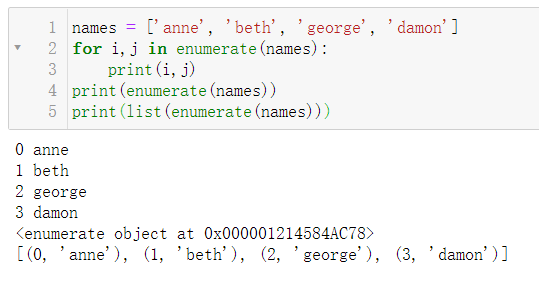 1 names = ['anne', 'beth', 'george', 'damon']
2 for i,j in enumerate(names):
3     print(i,j)
4 print(enumerate(names))
5 print(list(enumerate(names)))
0 anne
1 beth
2 george
3 damon
<enumerate object at 0x000001214584AC78>
[(0, 'anne'), (1, 'beth'), (2, 'george'), (3, 'damon')]